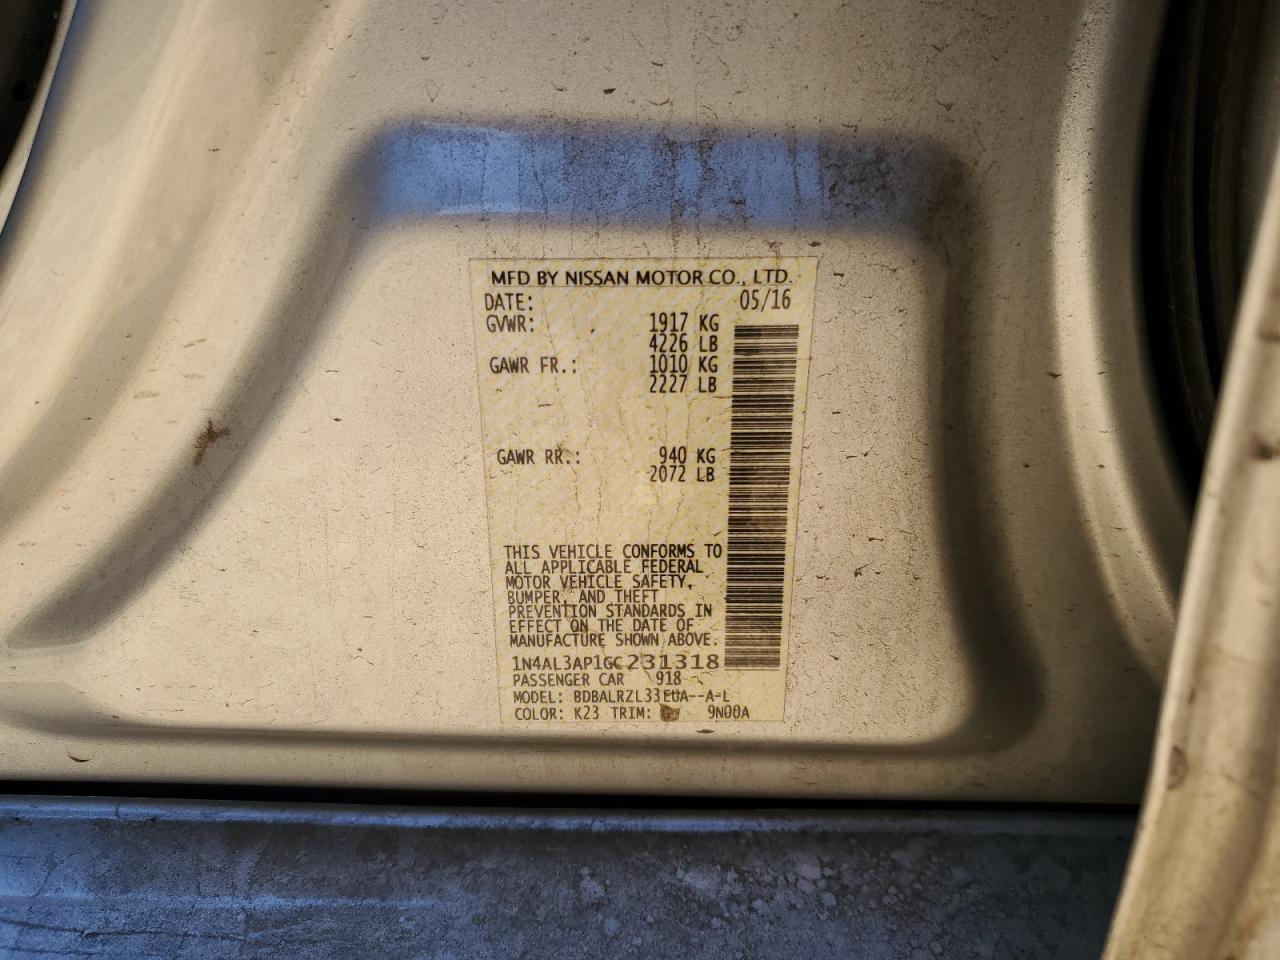 MFD BY NISSAN MOTOR CO., LTD.
DATE: 05/16
GVWR: 1917 KG
4226 LB
GAWR FR.: 1010 KG
2227 LB
GAWR RR.: 940 KG
2072 LB
THIS VEHICLE CONFORMS TO
ALL APPLICABLE FEDERAL
MOTOR VEHICLE SAFETY,
BUMPER, AND THEFT
PREVENTION STANDARDS IN
EFFECT ON THE DATE OF
MANUFACTURE SHOWN ABOVE.
1N4AL3AP1GC231318
PASSENGER CAR 918
MODEL: BDBALRZL33EUA--A-L
COLOR: K23 TRIM: 9N00A